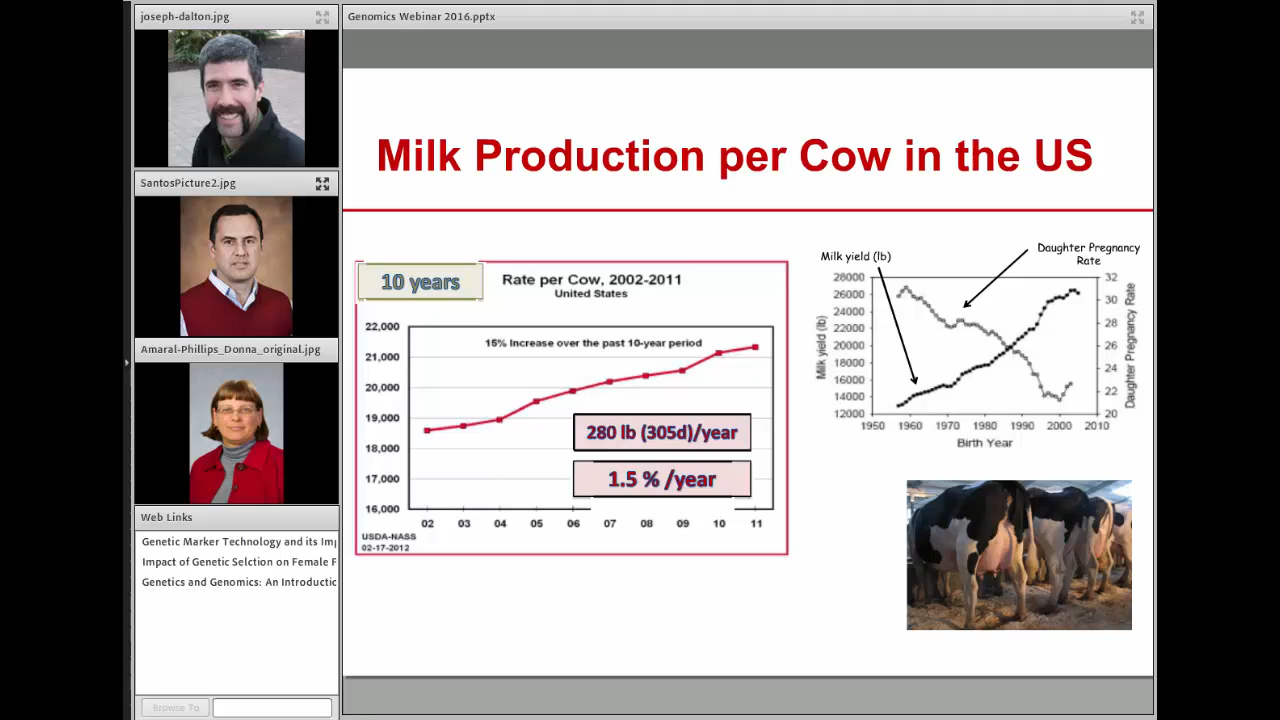 joseph-dalton.jpg
SantosPicture2.jpg
Amaral-Phillips_Donna_original.jpg
Web Links
Genetic Marker Technology and its Imp
Impact of Genetic Selction on Female F
Genetics and Genomics: An Introductic
Browse To
Genomics Webinar 2016.pptx
Milk Production per Cow in the US
10 years
Rate per Cow, 2002-2011
United States
22,000
21,000
20,000
19,000
18,000
17,000
16,000
15% Increase over the past 10-year period
280 lb (305d)/year
1.5 % /year
02 03 04 05 06 07 08 09 10 11
USDA-NASS
02-17-2012
Milk yield (lb)
Daughter Pregnancy
Rate
28000
26000
24000
22000
20000
18000
16000
14000
12000
Milk yield (lb)
32
30
28
26
24
22
20
Daughter Pregnancy Rate
1950 1960 1970 1980 1990 2000 2010
Birth Year